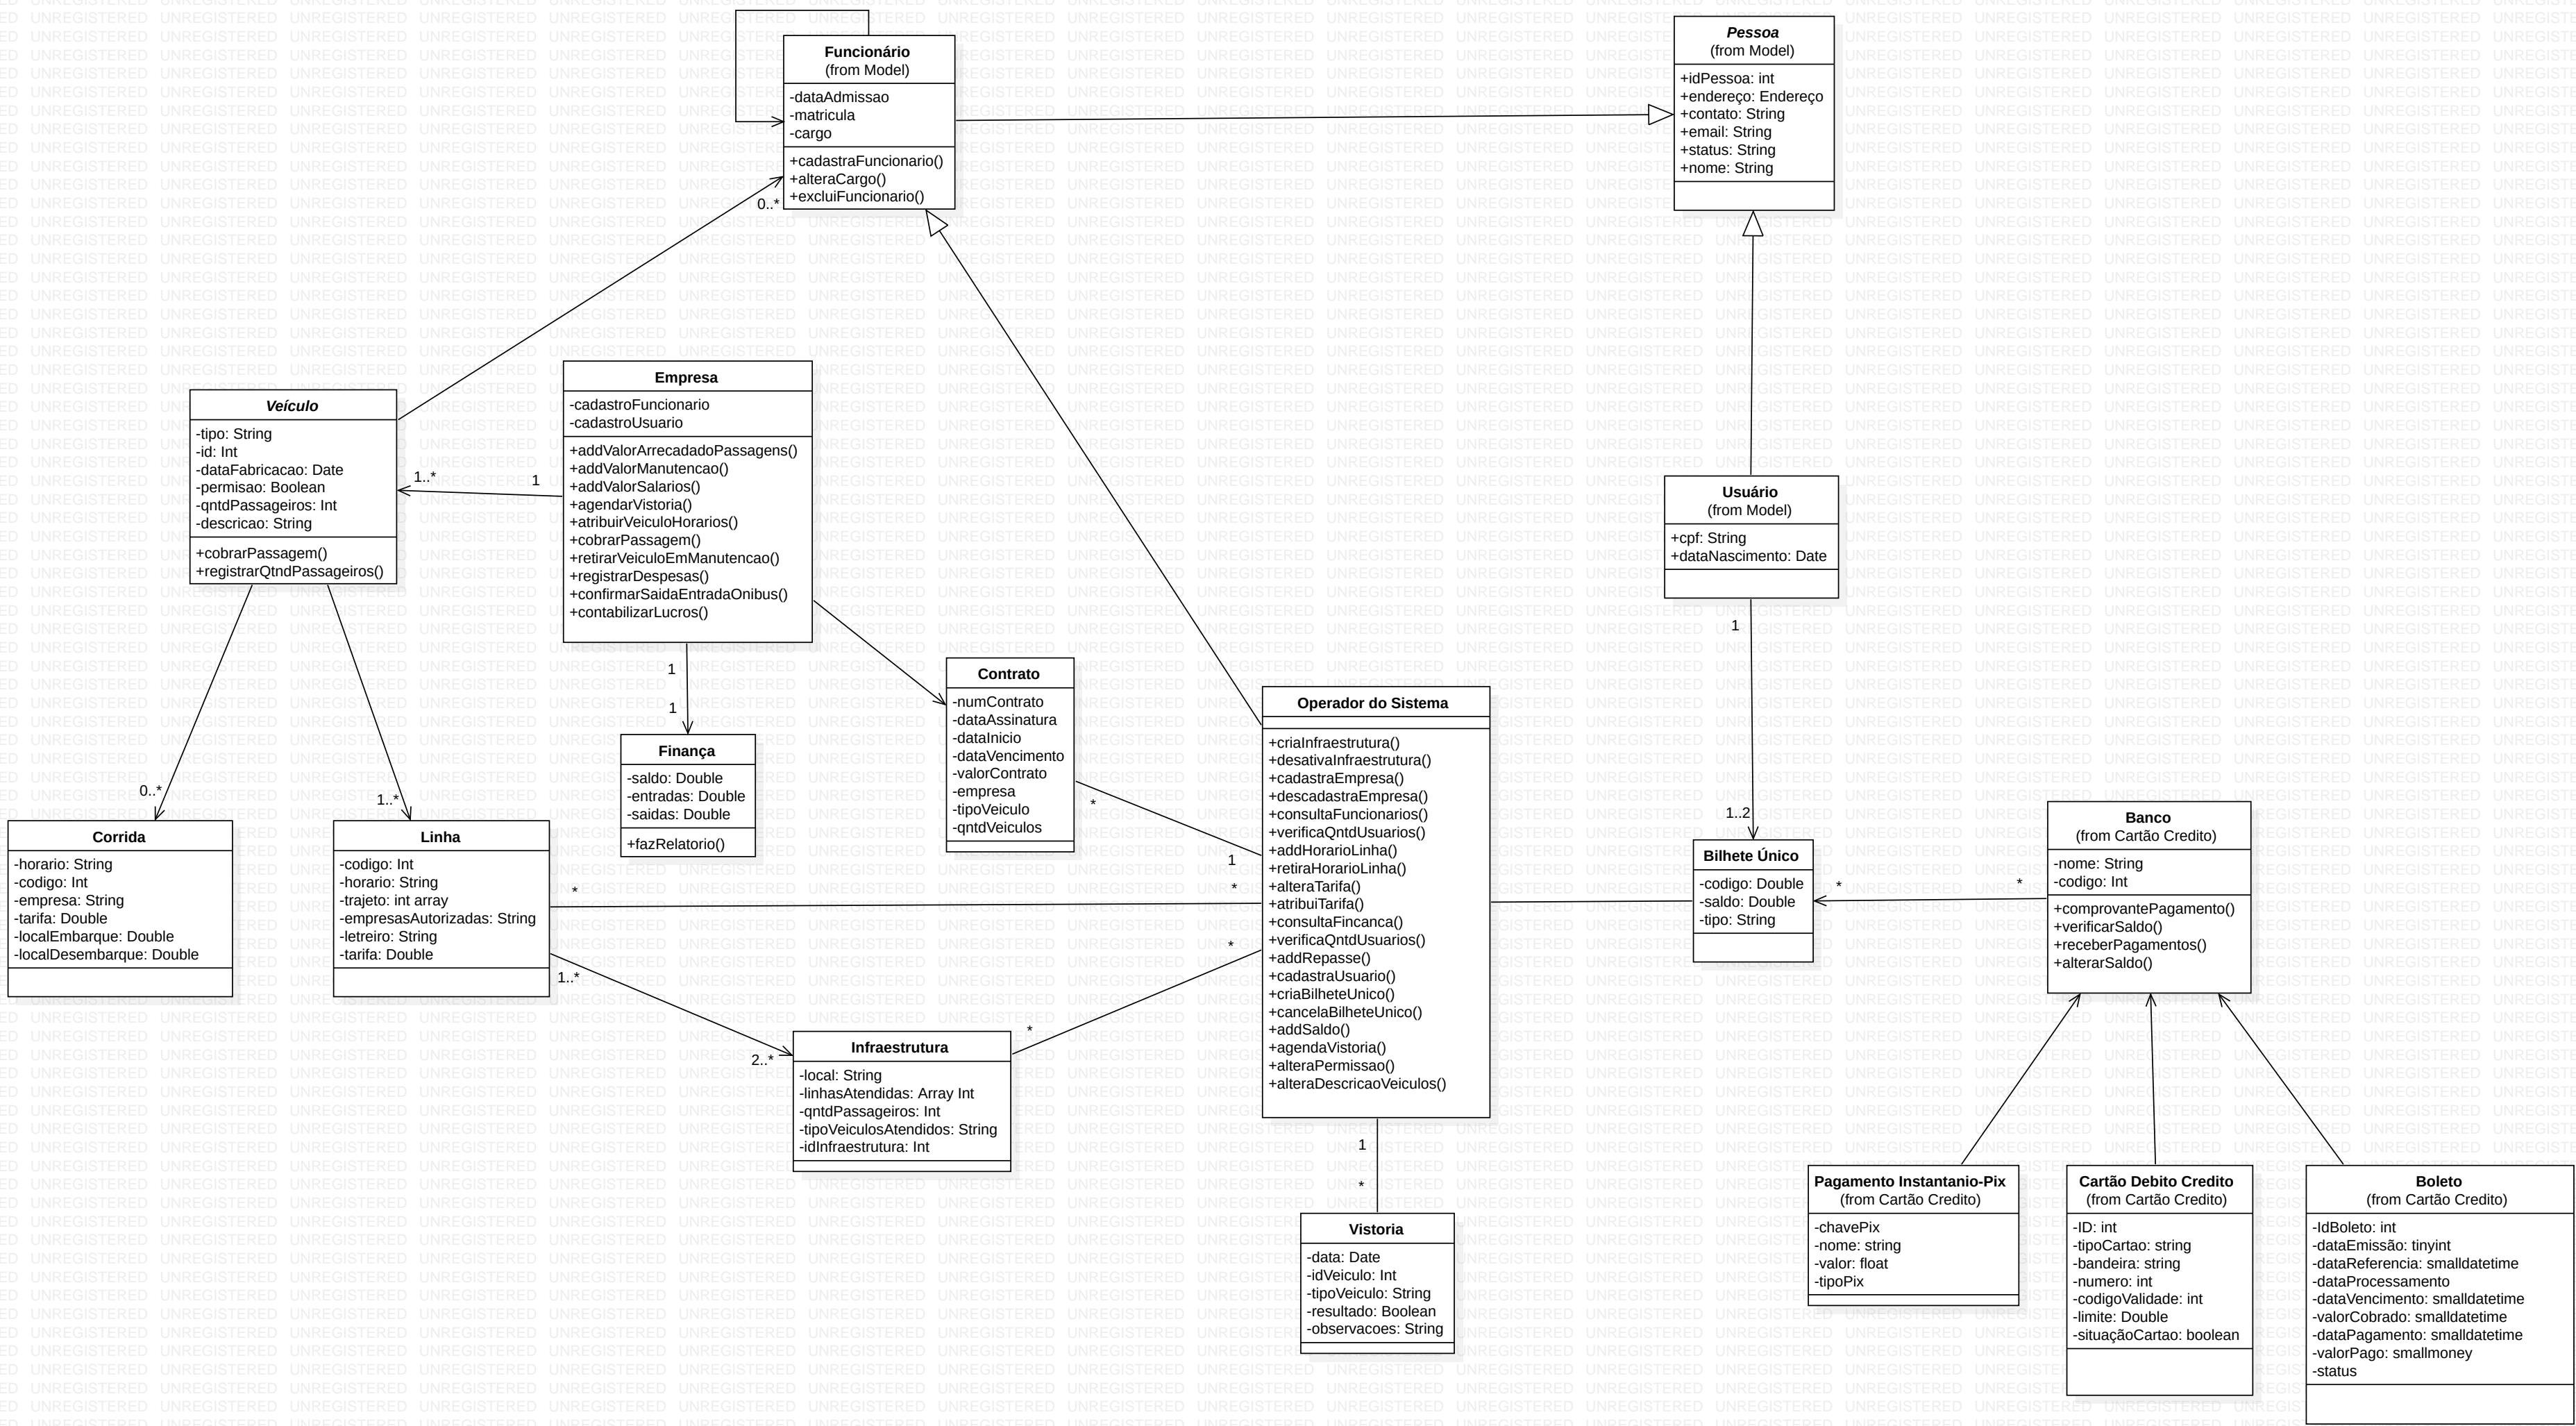 Funcionário
(from Model)
-dataAdmissao
-matricula
-cargo
+cadastraFuncionario()
+alteraCargo()
+excluiFuncionario()
0..*
Pessoa
(from Model)
+idPessoa: int
+endereço: Endereço
+contato: String
+email: String
+status: String
+nome: String
Veículo
-tipo: String
-id: Int
-dataFabricacao: Date
-permisao: Boolean
-qntdPassageiros: Int
-descricao: String
+cobrarPassagem()
+registrarQtndPassageiros()
1..*
1
Empresa
-cadastroFuncionario
-cadastroUsuario
+addValorArrecadadoPassagens()
+addValorManutencao()
+addValorSalarios()
+agendarVistoria()
+atribuirVeiculoHorarios()
+cobrarPassagem()
+retirarVeiculoEmManutencao()
+registrarDespesas()
+confirmarSaidaEntradaOnibus()
+contabilizarLucros()
1
1
Usuário
(from Model)
+cpf: String
+dataNascimento: Date
1
1..2
Finança
-saldo: Double
-entradas: Double
-saidas: Double
+fazRelatorio()
Contrato
-numContrato
-dataAssinatura
-dataInicio
-dataVencimento
-valorContrato
-empresa
-tipoVeiculo
-qntdVeiculos
*
1
Operador do Sistema
+criaInfraestrutura()
+desativaInfraestrutura()
+cadastraEmpresa()
+descadastraEmpresa()
+consultaFuncionarios()
+verificaQntdUsuarios()
+addHorarioLinha()
+retiraHorarioLinha()
+alteraTarifa()
+atribuiTarifa()
+consultaFincanca()
+verificaQntdUsuarios()
+addRepasse()
+cadastraUsuario()
+criaBilheteUnico()
+cancelaBilheteUnico()
+addSaldo()
+agendaVistoria()
+alteraPermissao()
+alteraDescricaoVeiculos()
0..*
1..*
Corrida
-horario: String
-codigo: Int
-empresa: String
-tarifa: Double
-localEmbarque: Double
-localDesembarque: Double
Linha
-codigo: Int
-horario: String
-trajeto: int array
-empresasAutorizadas: String
-letreiro: String
-tarifa: Double
*
*
1..*
2..*
Infraestrutura
-local: String
-linhasAtendidas: Array Int
-qntdPassageiros: Int
-tipoVeiculosAtendidos: String
-idInfraestrutura: Int
*
*
Bilhete Único
-codigo: Double
-saldo: Double
-tipo: String
*
*
Banco
(from Cartão Credito)
-nome: String
-codigo: Int
+comprovantePagamento()
+verificarSaldo()
+receberPagamentos()
+alterarSaldo()
1
*
Vistoria
-data: Date
-idVeiculo: Int
-tipoVeiculo: String
-resultado: Boolean
-observacoes: String
Pagamento Instantanio-Pix
(from Cartão Credito)
-chavePix
-nome: string
-valor: float
-tipoPix
Cartão Debito Credito
(from Cartão Credito)
-ID: int
-tipoCartao: string
-bandeira: string
-numero: int
-codigoValidade: int
-limite: Double
-situaçãoCartao: boolean
Boleto
(from Cartão Credito)
-IdBoleto: int
-dataEmissão: tinyint
-dataReferencia: smalldatetime
-dataProcessamento
-dataVencimento: smalldatetime
-valorCobrado: smalldatetime
-dataPagamento: smalldatetime
-valorPago: smallmoney
-status
UNREGISTERED